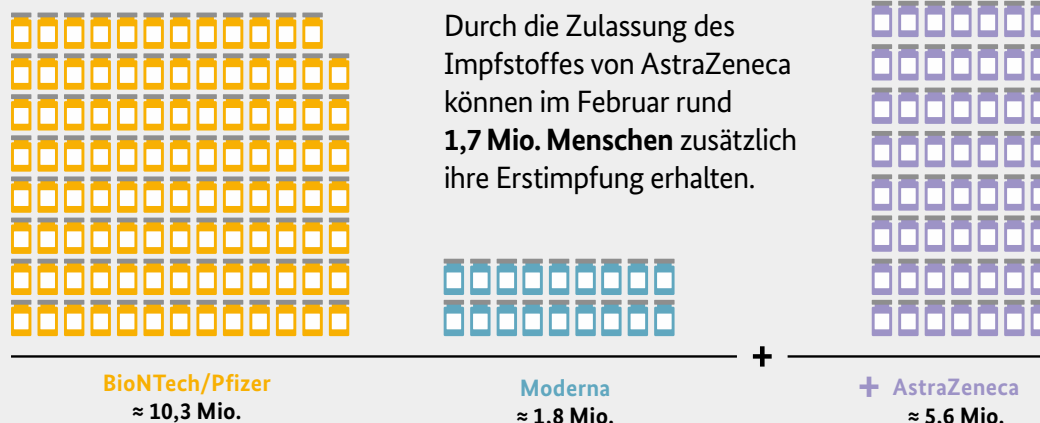 Durch die Zulassung des
Impfstoffes von AstraZeneca
können im Februar rund
1,7 Mio. Menschen zusätzlich
ihre Erstimpfung erhalten.
+
BioNTech/Pfizer
≈ 10,3 Mio.
Moderna
≈ 1,8 Mio.
+ AstraZeneca
≈ 5,6 Mio.